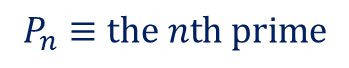 Pₙ ≡ the nth prime